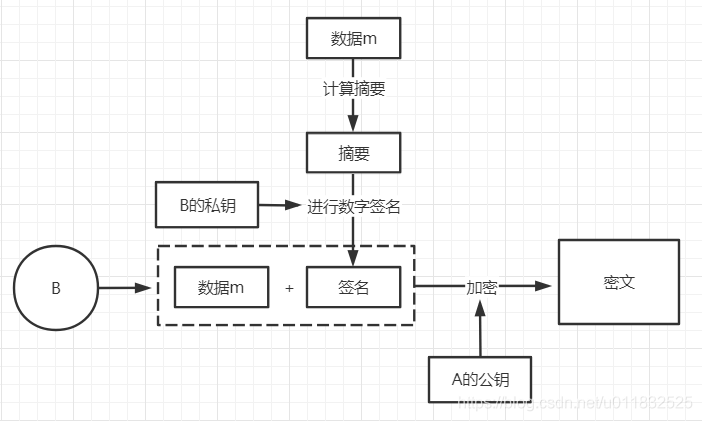 数据m
计算摘要
摘要
B的私钥
进行数字签名
B
数据m
+
签名
加密
密文
A的公钥
https://blog.csdn.net/u011832525